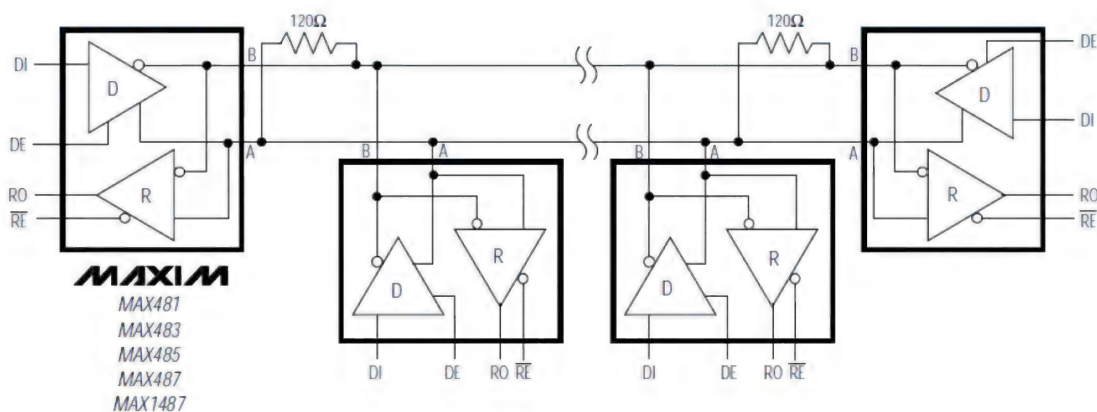 120Ω
120Ω
DI
D
B
B
DE
D
DI
DE
A
B
A
B
A
A
RO
R
RE
R
RO
RE
R
D
R
D
MAXIM
MAX481
MAX483
MAX485
MAX487
MAX1487
DI
DE
RO
RE
DI
DE
RO
RE